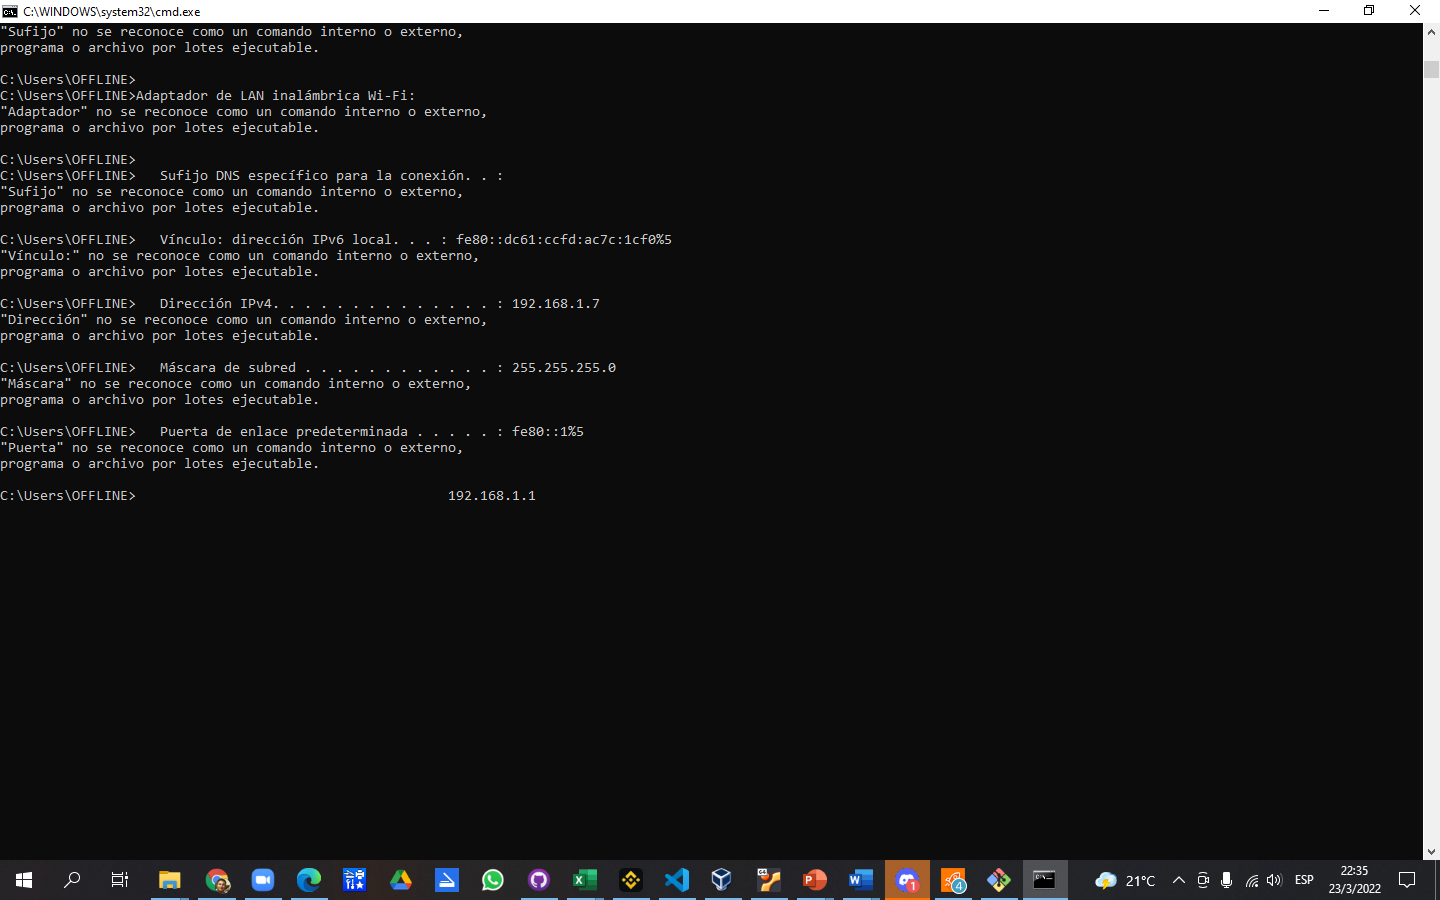 C:\WINDOWS\system32\cmd.exe
"Sufijo" no se reconoce como un comando interno o externo,
programa o archivo por lotes ejecutable.
C:\Users\OFFLINE>
C:\Users\OFFLINE>Adaptador de LAN inalámbrica Wi-Fi:
"Adaptador" no se reconoce como un comando interno o externo,
programa o archivo por lotes ejecutable.
C:\Users\OFFLINE>
C:\Users\OFFLINE>   Sufijo DNS específico para la conexión. . :
"Sufijo" no se reconoce como un comando interno o externo,
programa o archivo por lotes ejecutable.
C:\Users\OFFLINE>   Vínculo: dirección IPv6 local. . . : fe80::dc61:ccfd:ac7c:1cf0%5
"Vínculo:" no se reconoce como un comando interno o externo,
programa o archivo por lotes ejecutable.
C:\Users\OFFLINE>   Dirección IPv4. . . . . . . . . . . . . . : 192.168.1.7
"Dirección" no se reconoce como un comando interno o externo,
programa o archivo por lotes ejecutable.
C:\Users\OFFLINE>   Máscara de subred . . . . . . . . . . . . : 255.255.255.0
"Máscara" no se reconoce como un comando interno o externo,
programa o archivo por lotes ejecutable.
C:\Users\OFFLINE>   Puerta de enlace predeterminada . . . . . : fe80::1%5
"Puerta" no se reconoce como un comando interno o externo,
programa o archivo por lotes ejecutable.
C:\Users\OFFLINE>                                       192.168.1.1
21°C
ESP
22:35
23/3/2022